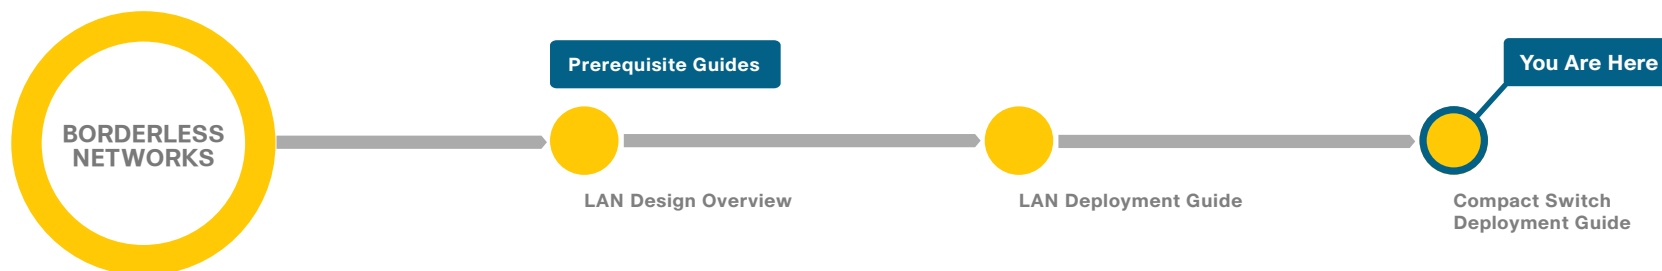 BORDERLESS
NETWORKS
Prerequisite Guides
You Are Here
LAN Design Overview
LAN Deployment Guide
Compact Switch
Deployment Guide